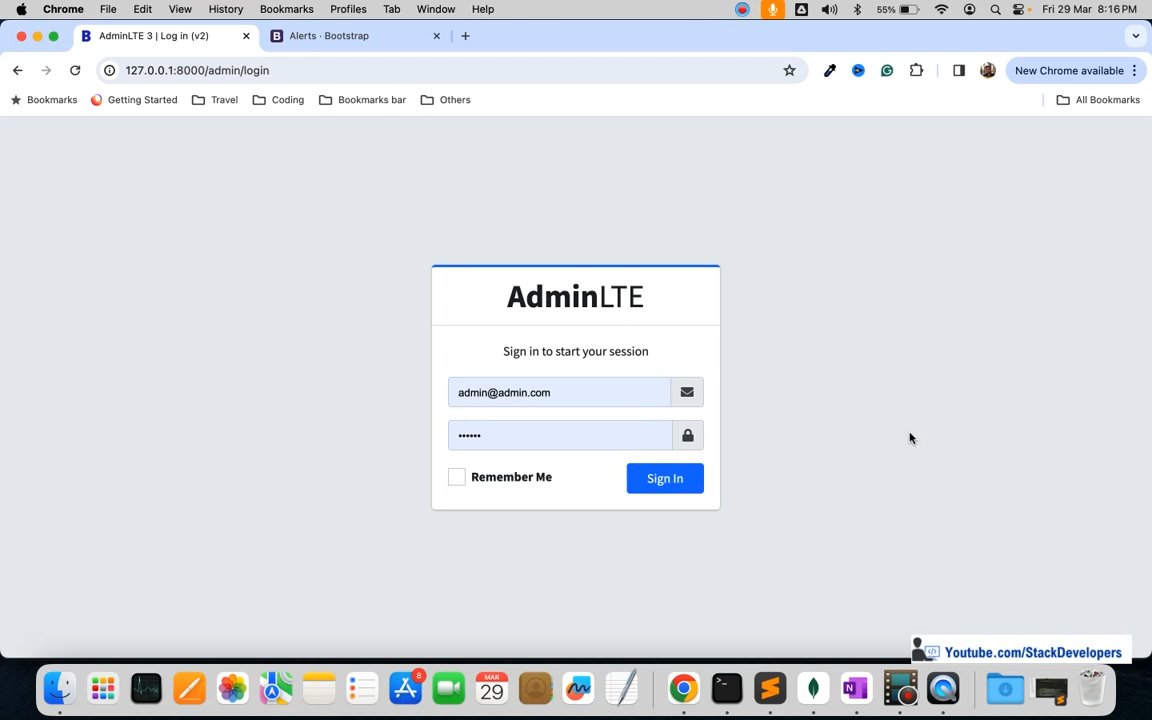 Chrome File Edit View History Bookmarks Profiles Tab Window Help 55% Fri 29 Mar 8:16 PM
AdminLTE 3 | Log in (v2) Alerts · Bootstrap
127.0.0.1:8000/admin/login New Chrome available
Bookmarks Getting Started Travel Coding Bookmarks bar Others All Bookmarks
AdminLTE
Sign in to start your session
admin@admin.com
••••••
Remember Me Sign In
Youtube.com/StackDevelopers
8
MAR
29